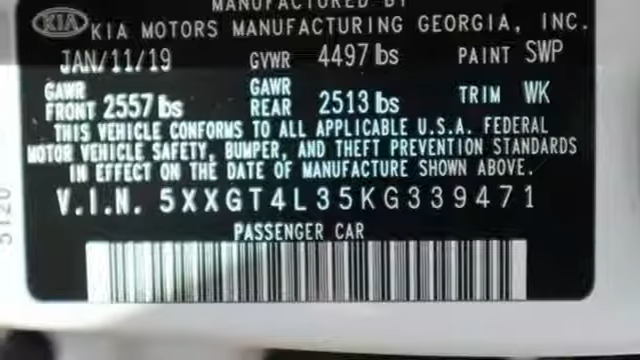 MANUFACTURED BY
KIA KIA MOTORS MANUFACTURING GEORGIA, INC.
JAN/11/19 GVWR 4497 lbs PAINT SWP
GAWR FRONT 2557 lbs GAWR REAR 2513 lbs TRIM WK
THIS VEHICLE CONFORMS TO ALL APPLICABLE U.S.A. FEDERAL
MOTOR VEHICLE SAFETY, BUMPER, AND THEFT PREVENTION STANDARDS
IN EFFECT ON THE DATE OF MANUFACTURE SHOWN ABOVE.
V.I.N. 5XXGT4L35KG339471
PASSENGER CAR
5120